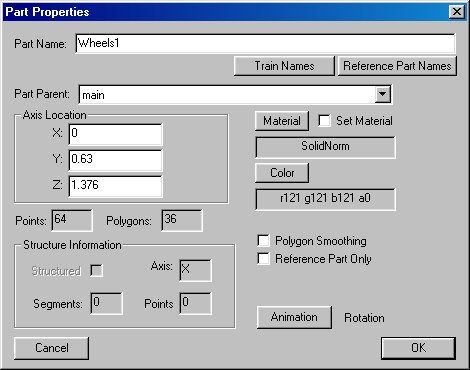 Part Properties
Part Name: Wheels1
Train Names Reference Part Names
Part Parent: main
Axis Location
Material Set Material
X: 0
SolidNorm
Y: 0.63
Color
Z: 1.376
r121 g121 b121 a0
Points: 64 Polygons: 36
Structure Information
Polygon Smoothing
Structured Axis: X
Reference Part Only
Segments: 0 Points 0
Animation Rotation
Cancel OK